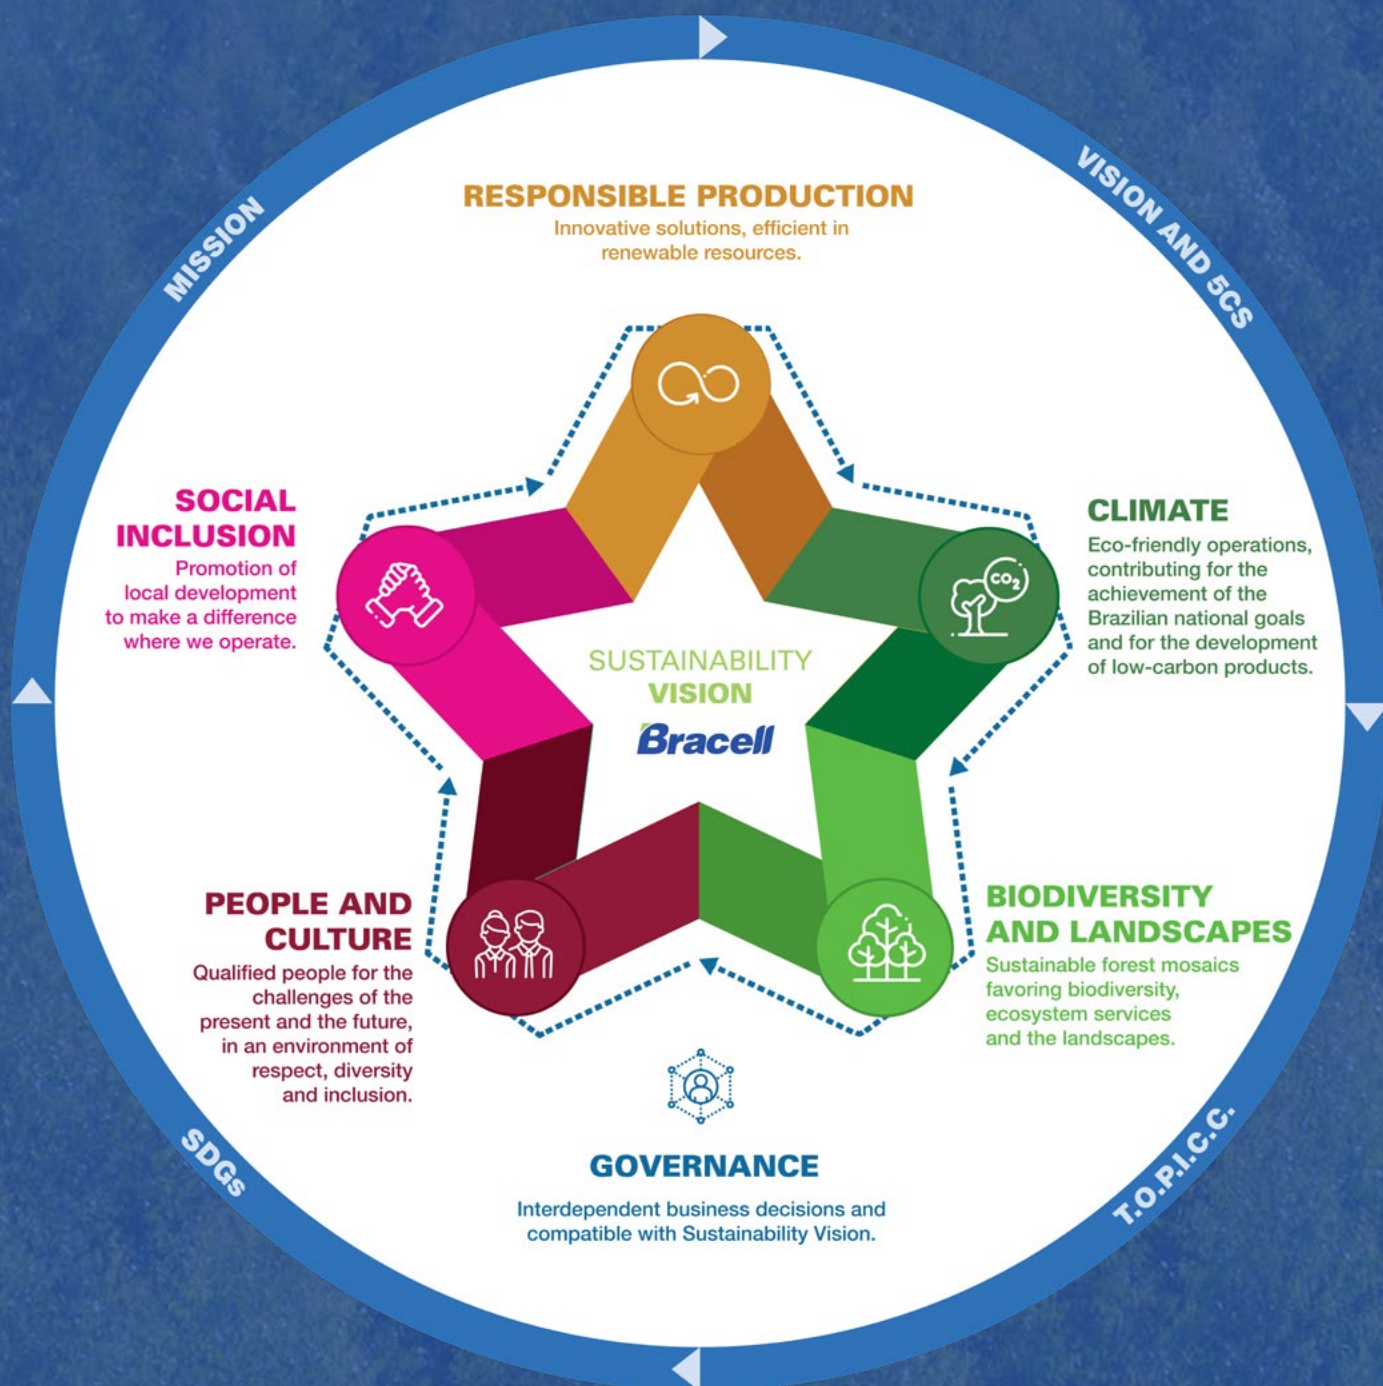 MISSION
VISION AND 5CS
RESPONSIBLE PRODUCTION
Innovative solutions, efficient in
renewable resources.
SOCIAL
INCLUSION
Promotion of
local development
to make a difference
where we operate.
CLIMATE
Eco-friendly operations,
contributing for the
achievement of the
Brazilian national goals
and for the development
of low-carbon products.
CO2
SUSTAINABILITY
VISION
Bracell
PEOPLE AND
CULTURE
Qualified people for the
challenges of the
present and the future,
in an environment of
respect, diversity
and inclusion.
BIODIVERSITY
AND LANDSCAPES
Sustainable forest mosaics
favoring biodiversity,
ecosystem services
and the landscapes.
GOVERNANCE
Interdependent business decisions and
compatible with Sustainability Vision.
SDGs
T.O.P.I.C.C.